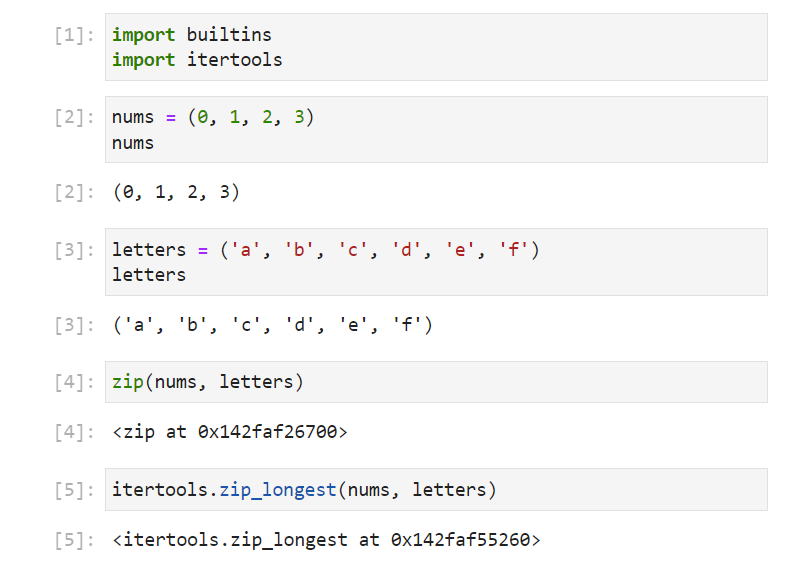 [1]: import builtins
import itertools
[2]: nums = (0, 1, 2, 3)
nums
[2]: (0, 1, 2, 3)
[3]: letters = ('a', 'b', 'c', 'd', 'e', 'f')
letters
[3]: ('a', 'b', 'c', 'd', 'e', 'f')
[4]: zip(nums, letters)
[4]: <zip at 0x142faf26700>
[5]: itertools.zip_longest(nums, letters)
[5]: <itertools.zip_longest at 0x142faf55260>